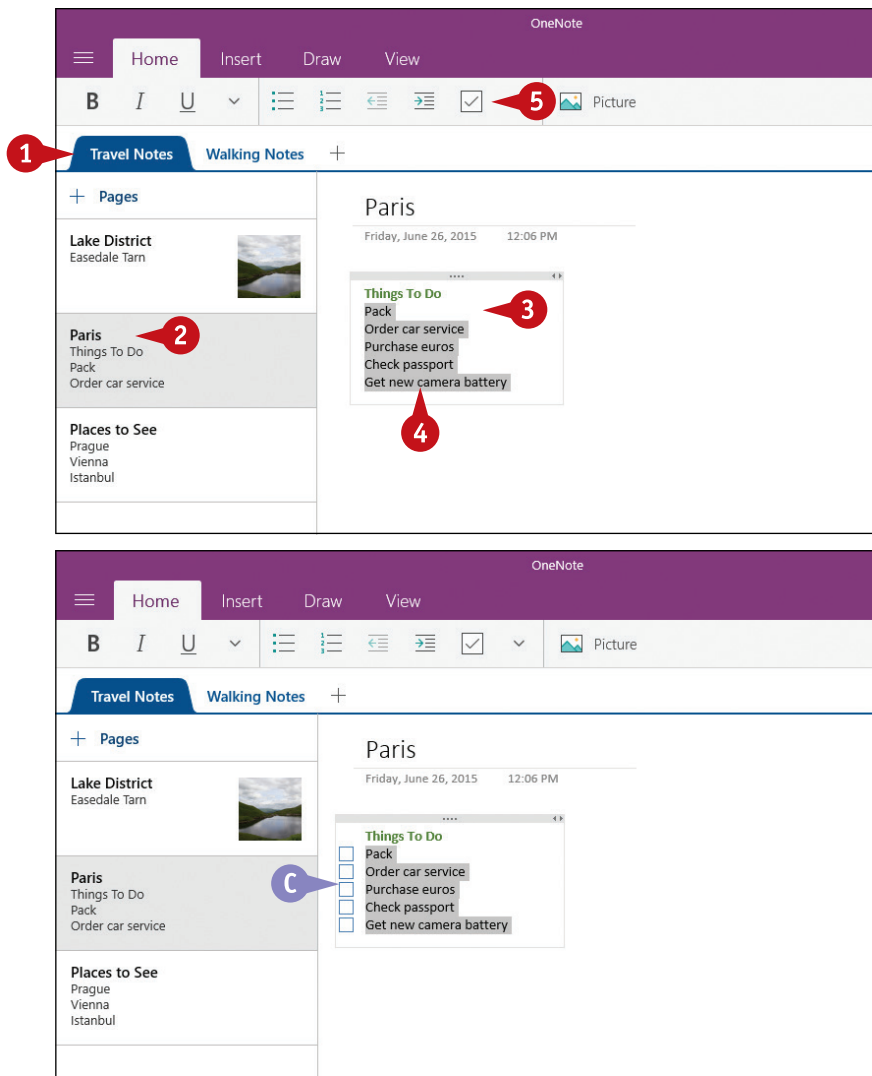 OneNote
Home Insert Draw View
B I U 5 Picture
1 Travel Notes Walking Notes +
+ Pages
Paris
Friday, June 26, 2015 12:06 PM
Lake District
Easedale Tarn
Things To Do
Pack 3
Order car service
Purchase euros
Check passport
Get new camera battery
4
Paris 2
Things To Do
Pack
Order car service
Places to See
Prague
Vienna
Istanbul
OneNote
Home Insert Draw View
B I U Picture
Travel Notes Walking Notes +
+ Pages
Paris
Friday, June 26, 2015 12:06 PM
Lake District
Easedale Tarn
Things To Do
Pack
Order car service
C Purchase euros
Check passport
Get new camera battery
Paris
Things To Do
Pack
Order car service
Places to See
Prague
Vienna
Istanbul